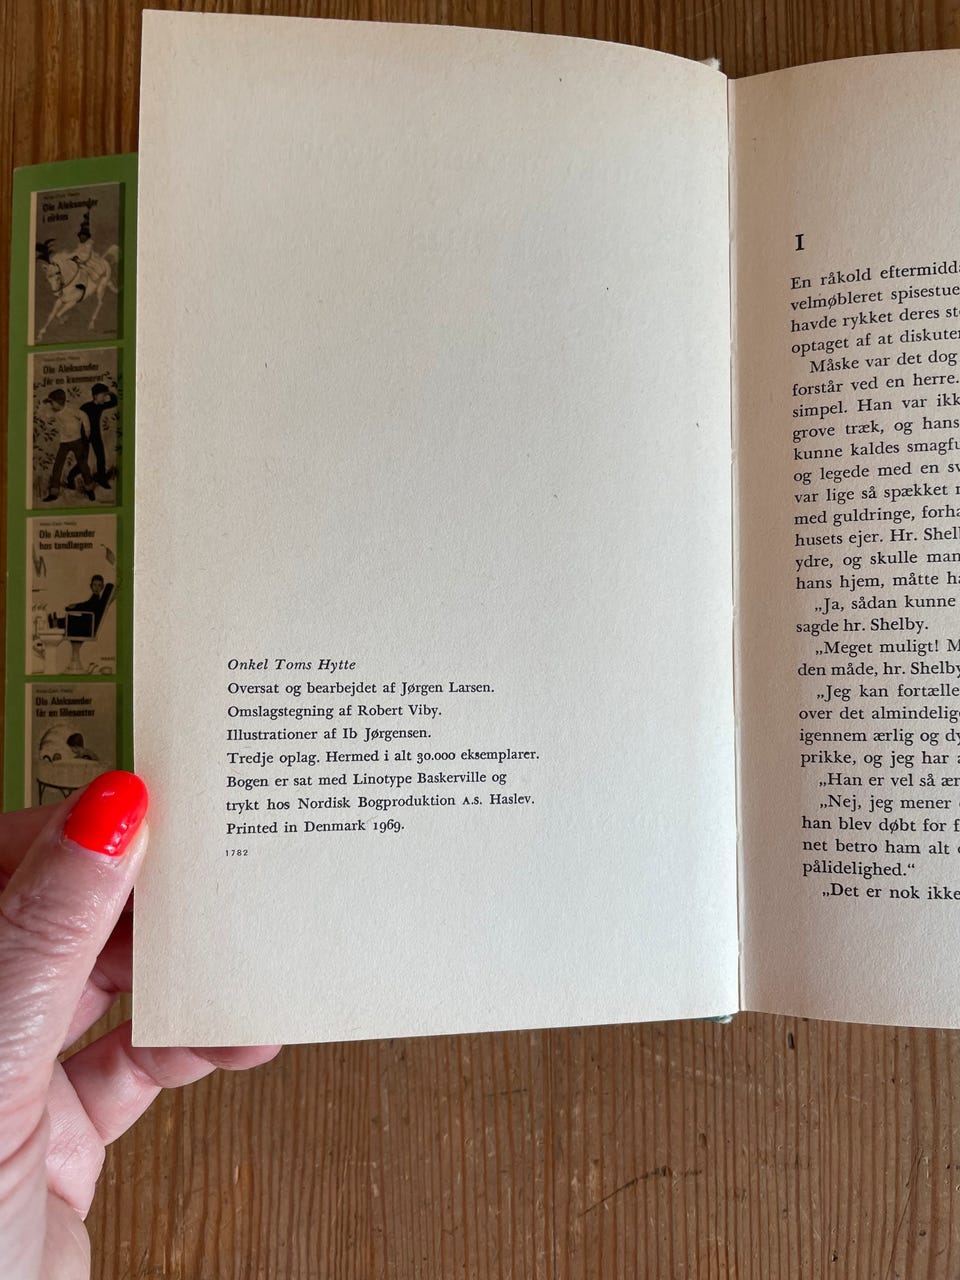 Ole Aleksander
i cirkus
Ole Aleksander
får en kammerat
Ole Aleksander
hos tandlægen
Ole Aleksander
får en lillesøster
Onkel Toms Hytte
Oversat og bearbejdet af Jørgen Larsen.
Omslagstegning af Robert Viby.
Illustrationer af Ib Jørgensen.
Tredje oplag. Hermed i alt 30.000 eksemplarer.
Bogen er sat med Linotype Baskerville og
trykt hos Nordisk Bogproduktion A.S. Haslev.
Printed in Denmark 1969.
1782
I
En råkold eftermidda
velmøbleret spisestue
havde rykket deres st
optaget af at diskuter
Måske var det dog
forstår ved en herre.
simpel. Han var ikk
grove træk, og hans
kunne kaldes smagfu
og legede med en sv
var lige så spækket
med guldringe, forha
husets ejer. Hr. Shel
ydre, og skulle man
hans hjem, måtte ha
„Ja, sådan kunne
sagde hr. Shelby.
„Meget muligt! M
den måde, hr. Shelby
„Jeg kan fortælle
over det almindelig
igennem ærlig og dy
prikke, og jeg har
„Han er vel så ær
„Nej, jeg mener
han blev døbt for f
net betro ham alt
pålidelighed.“
„Det er nok ikke